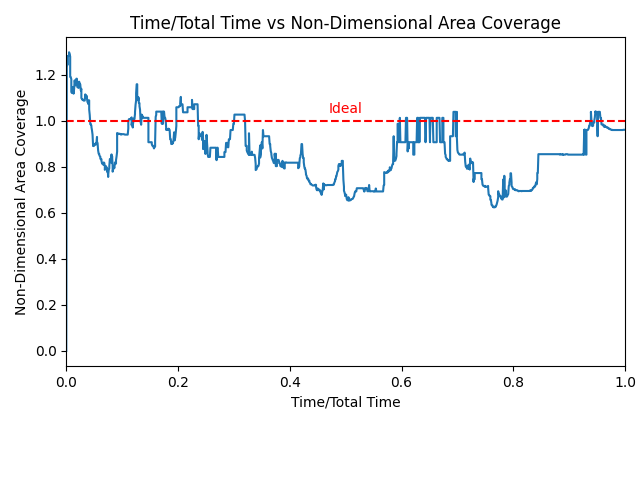 Time/Total Time vs Non-Dimensional Area Coverage
Non-Dimensional Area Coverage
1.2
1.0
0.8
0.6
0.4
0.2
0.0
Ideal
0.0 0.2 0.4 0.6 0.8 1.0
Time/Total Time